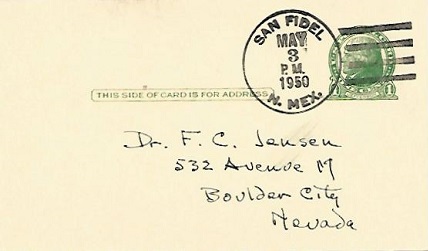 SAN FIDEL
MAY
3
P.M.
1950
N. MEX.
THIS SIDE OF CARD IS FOR ADDRESS
Dr. F. C. Jensen
532 Avenue M
Boulder City
Nevada